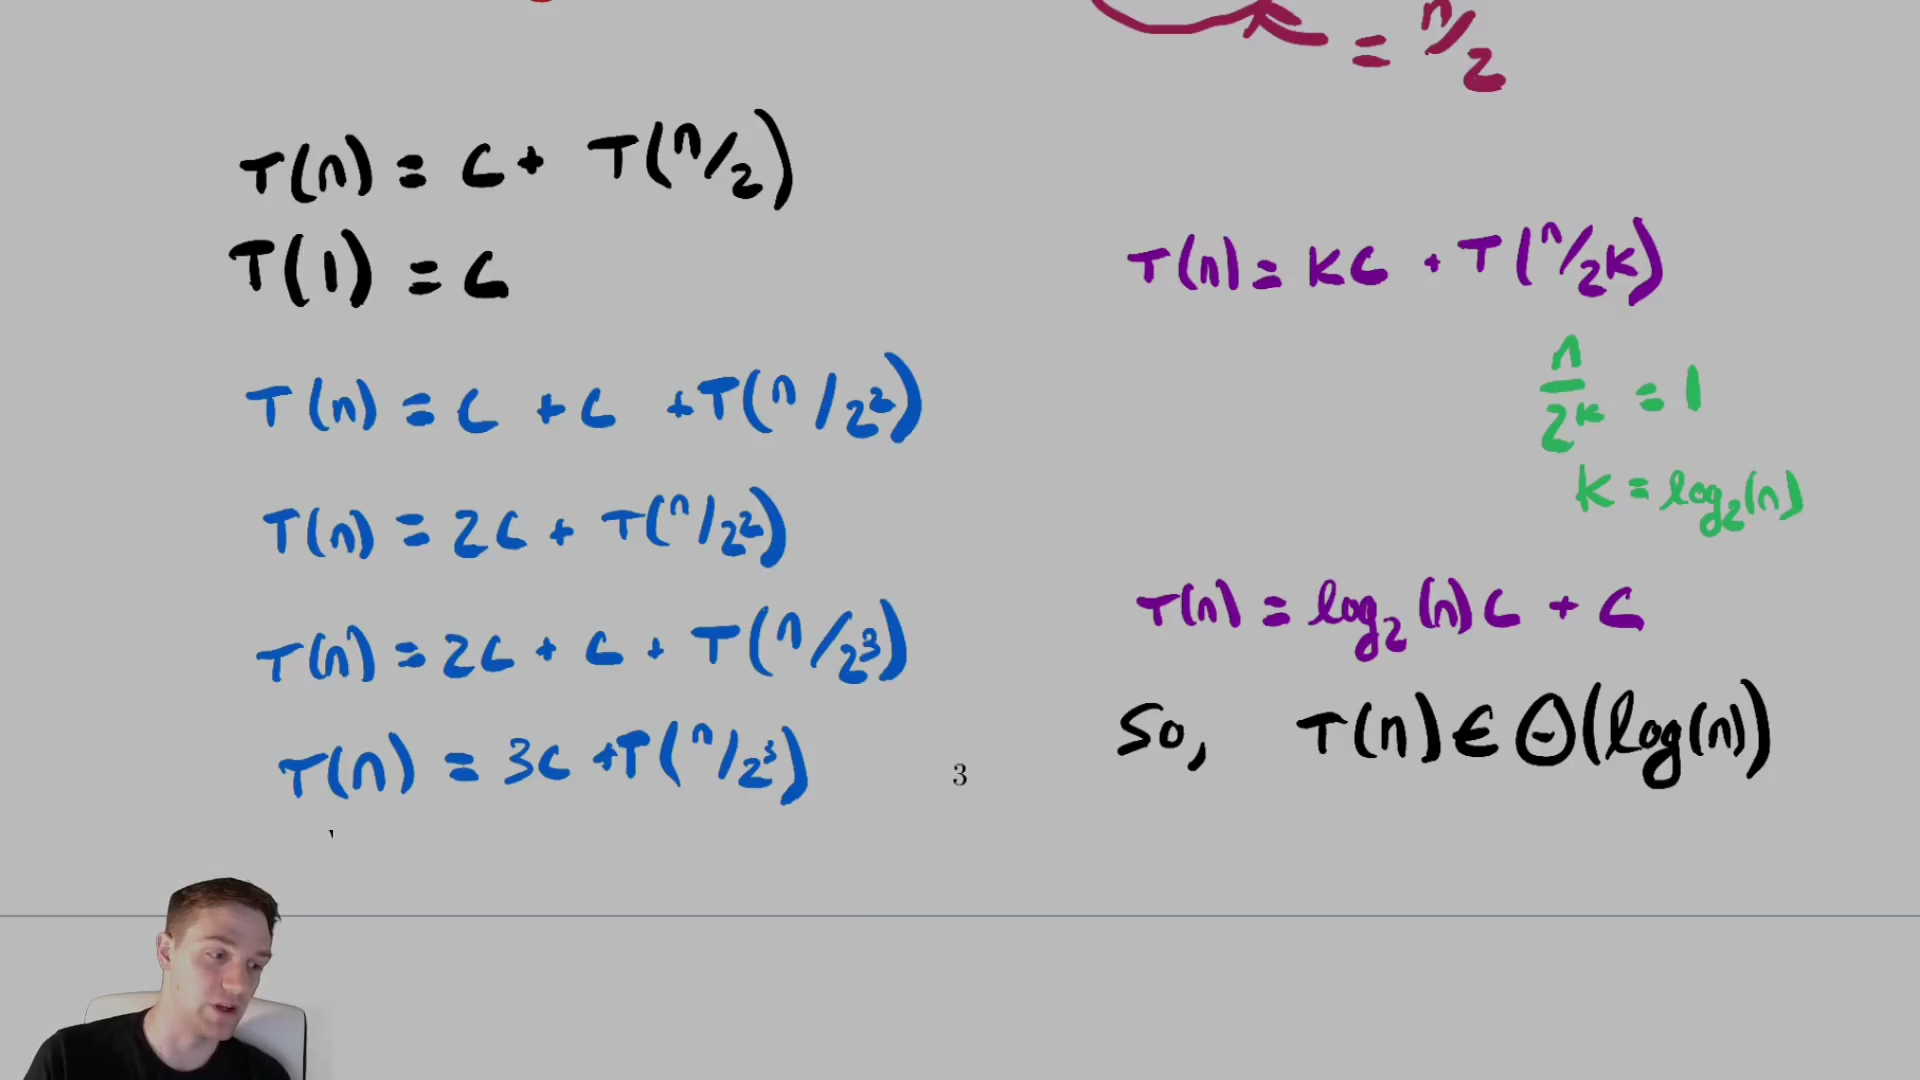 = n/2
T(n) = c + T(n/2)
T(1) = c
T(n) = c + c + T(n/2²)
T(n) = 2c + T(n/2²)
T(n) = 2c + c + T(n/2³)
T(n) = 3c + T(n/2³)
T(n) = kc + T(n/2k)
n/2ᵏ = 1
k = log₂(n)
T(n) = log₂(n)c + c
So, T(n) ∈ Θ(log(n))
3